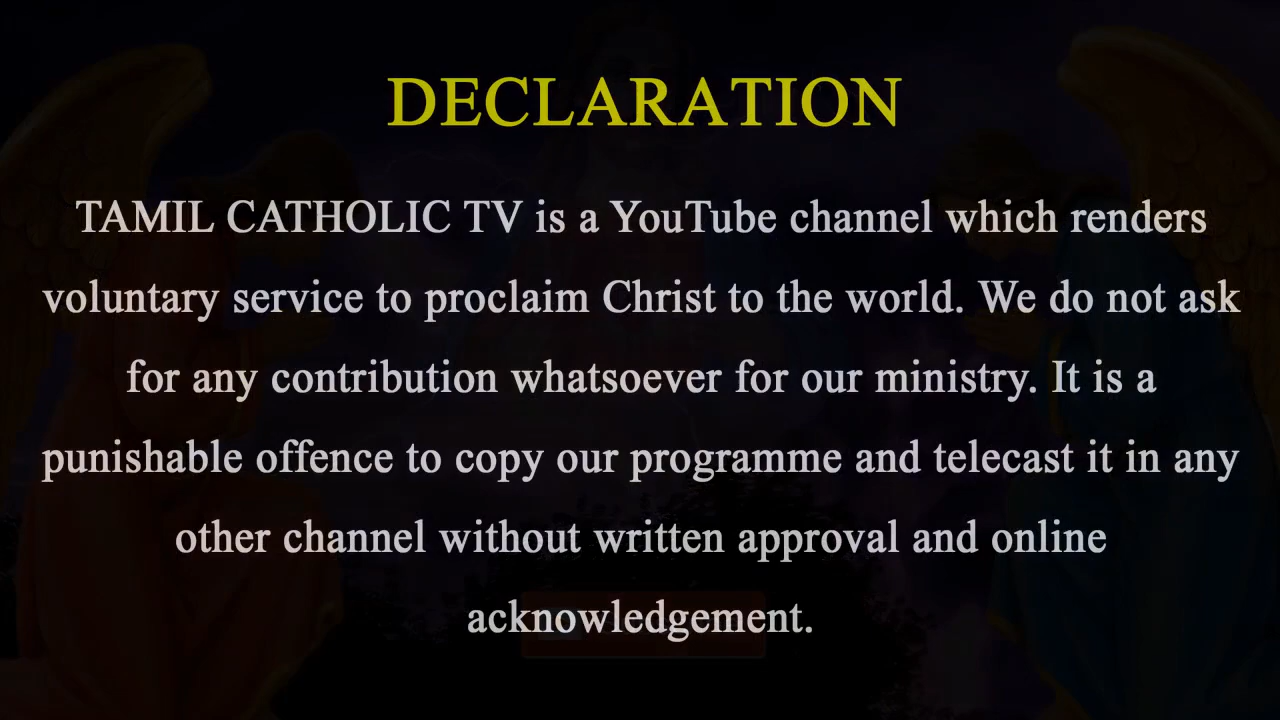 DECLARATION
TAMIL CATHOLIC TV is a YouTube channel which renders
voluntary service to proclaim Christ to the world. We do not ask
for any contribution whatsoever for our ministry. It is a
punishable offence to copy our programme and telecast it in any
other channel without written approval and online
acknowledgement.